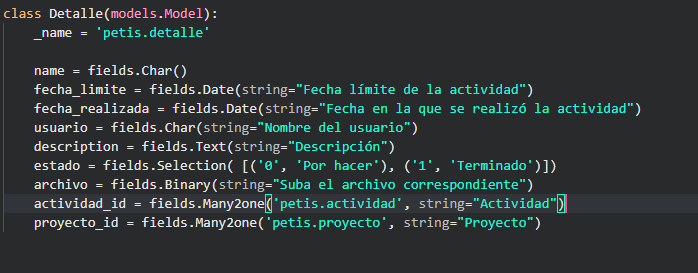 class Detalle(models.Model):
    _name = 'petis.detalle'

    name = fields.Char()
    fecha_limite = fields.Date(string="Fecha límite de la actividad")
    fecha_realizada = fields.Date(string="Fecha en la que se realizó la actividad")
    usuario = fields.Char(string="Nombre del usuario")
    description = fields.Text(string="Descripción")
    estado = fields.Selection( [('0', 'Por hacer'), ('1', 'Terminado')])
    archivo = fields.Binary(string="Suba el archivo correspondiente")
    actividad_id = fields.Many2one('petis.actividad', string="Actividad")
    proyecto_id = fields.Many2one('petis.proyecto', string="Proyecto")